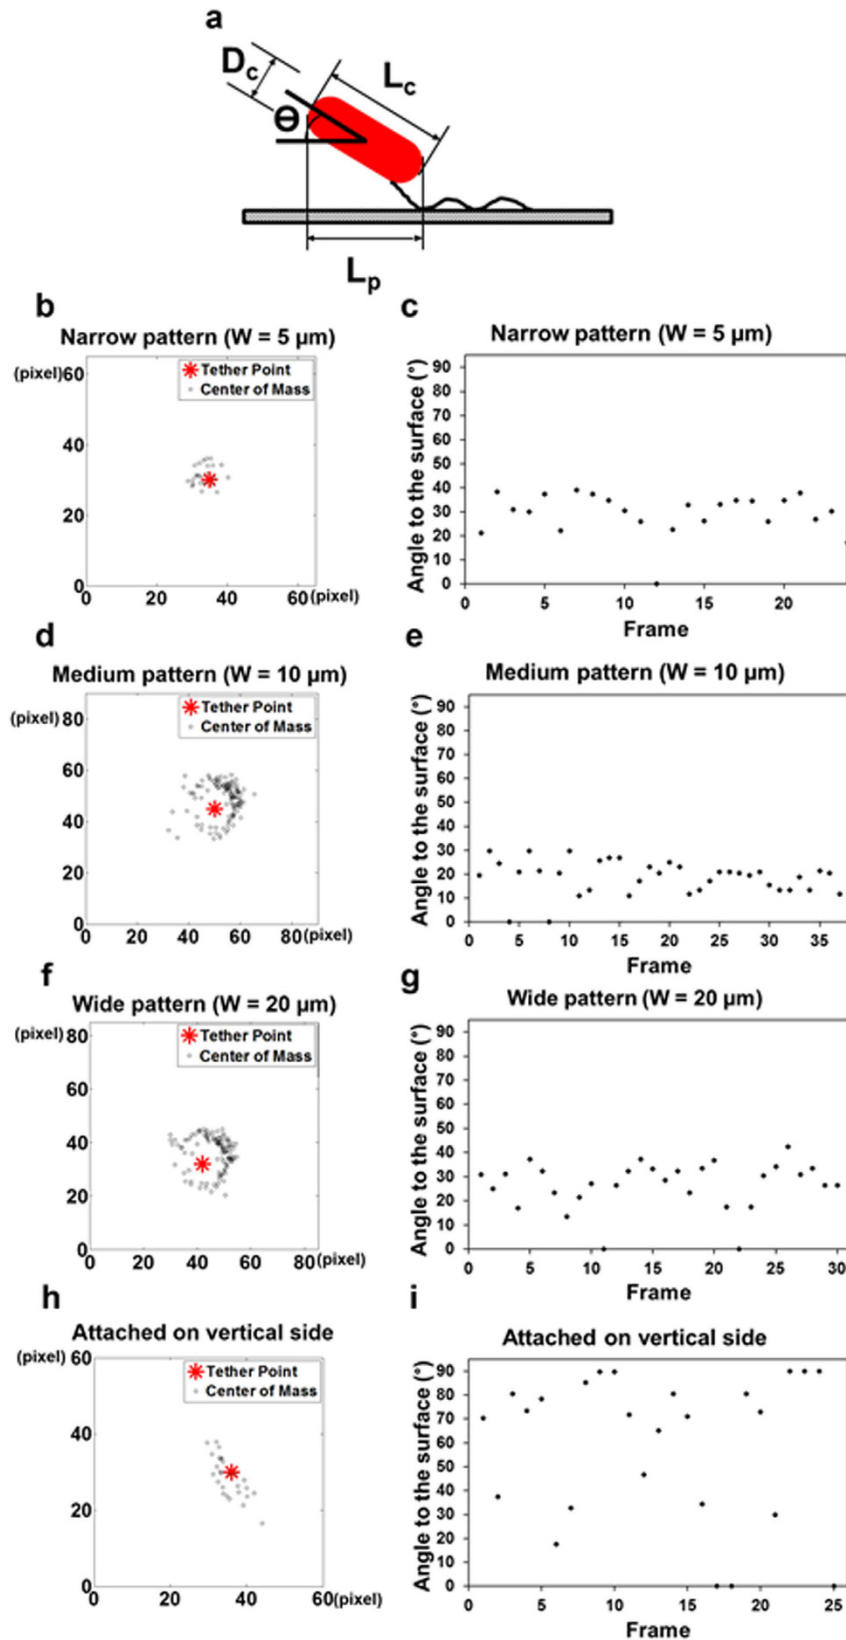 a
D_c
L_c
Θ
L_p
b
Narrow pattern (W = 5 µm)
(pixel)
60
40
20
0
Tether Point
Center of Mass
0 20 40 60 (pixel)
c
Narrow pattern (W = 5 µm)
Angle to the surface (°)
90
80
70
60
50
40
30
20
10
0
0 5 10 15 20
Frame
d
Medium pattern (W = 10 µm)
(pixel)
80
60
40
20
0
Tether Point
Center of Mass
0 20 40 60 80 (pixel)
e
Medium pattern (W = 10 µm)
Angle to the surface (°)
90
80
70
60
50
40
30
20
10
0
0 5 10 15 20 25 30 35
Frame
f
Wide pattern (W = 20 µm)
(pixel)
80
60
40
20
0
Tether Point
Center of Mass
0 20 40 60 80 (pixel)
g
Wide pattern (W = 20 µm)
Angle to the surface (°)
90
80
70
60
50
40
30
20
10
0
0 5 10 15 20 25 30
Frame
h
Attached on vertical side
(pixel)
60
40
20
0
Tether Point
Center of Mass
0 20 40 60 (pixel)
i
Attached on vertical side
Angle to the surface (°)
90
80
70
60
50
40
30
20
10
0
0 5 10 15 20 25
Frame